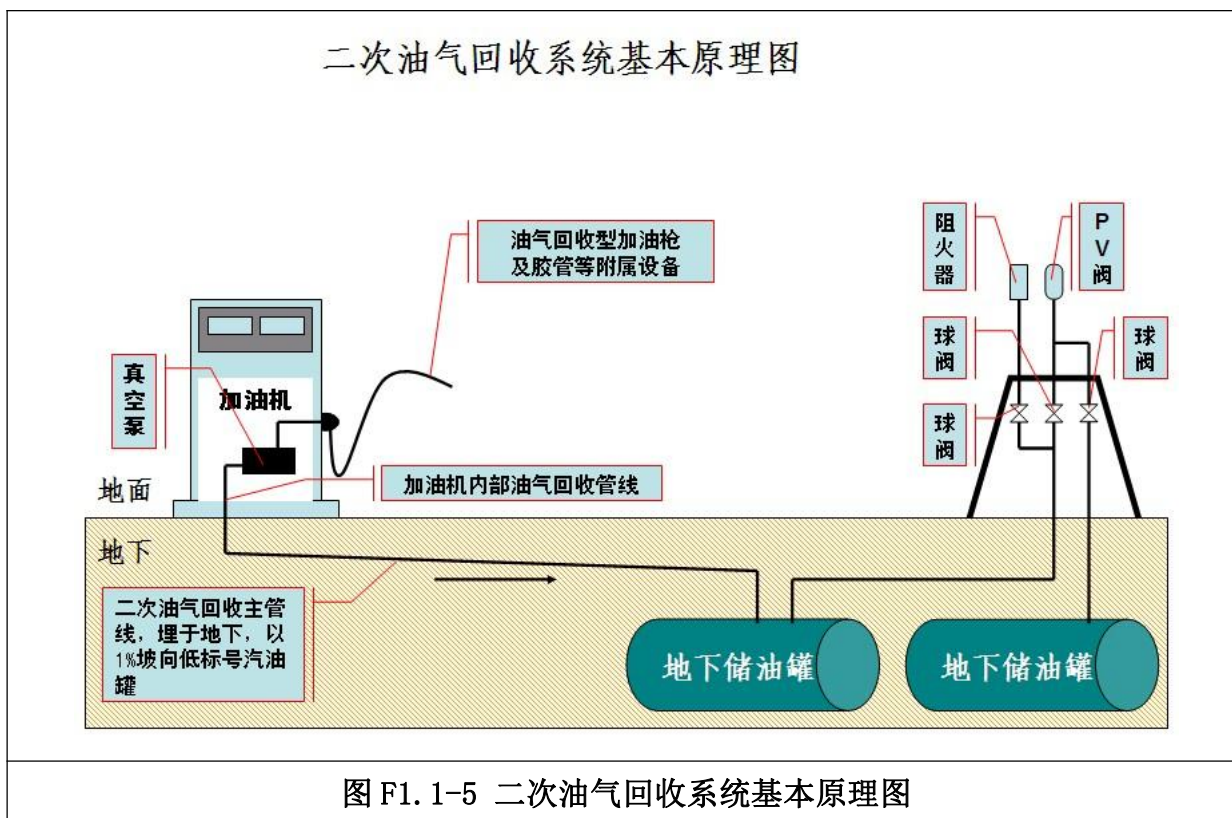 二次油气回收系统基本原理图
油气回收型加油枪
及胶管等附属设备
阻
火
器
P
V
阀
球
阀
球
阀
球
阀
真
空
泵
加油机
加油机内部油气回收管线
地面
地下
二次油气回收主管
线，埋于地下，以
1%坡向低标号汽油
罐
地下储油罐
地下储油罐
图 F1.1-5 二次油气回收系统基本原理图